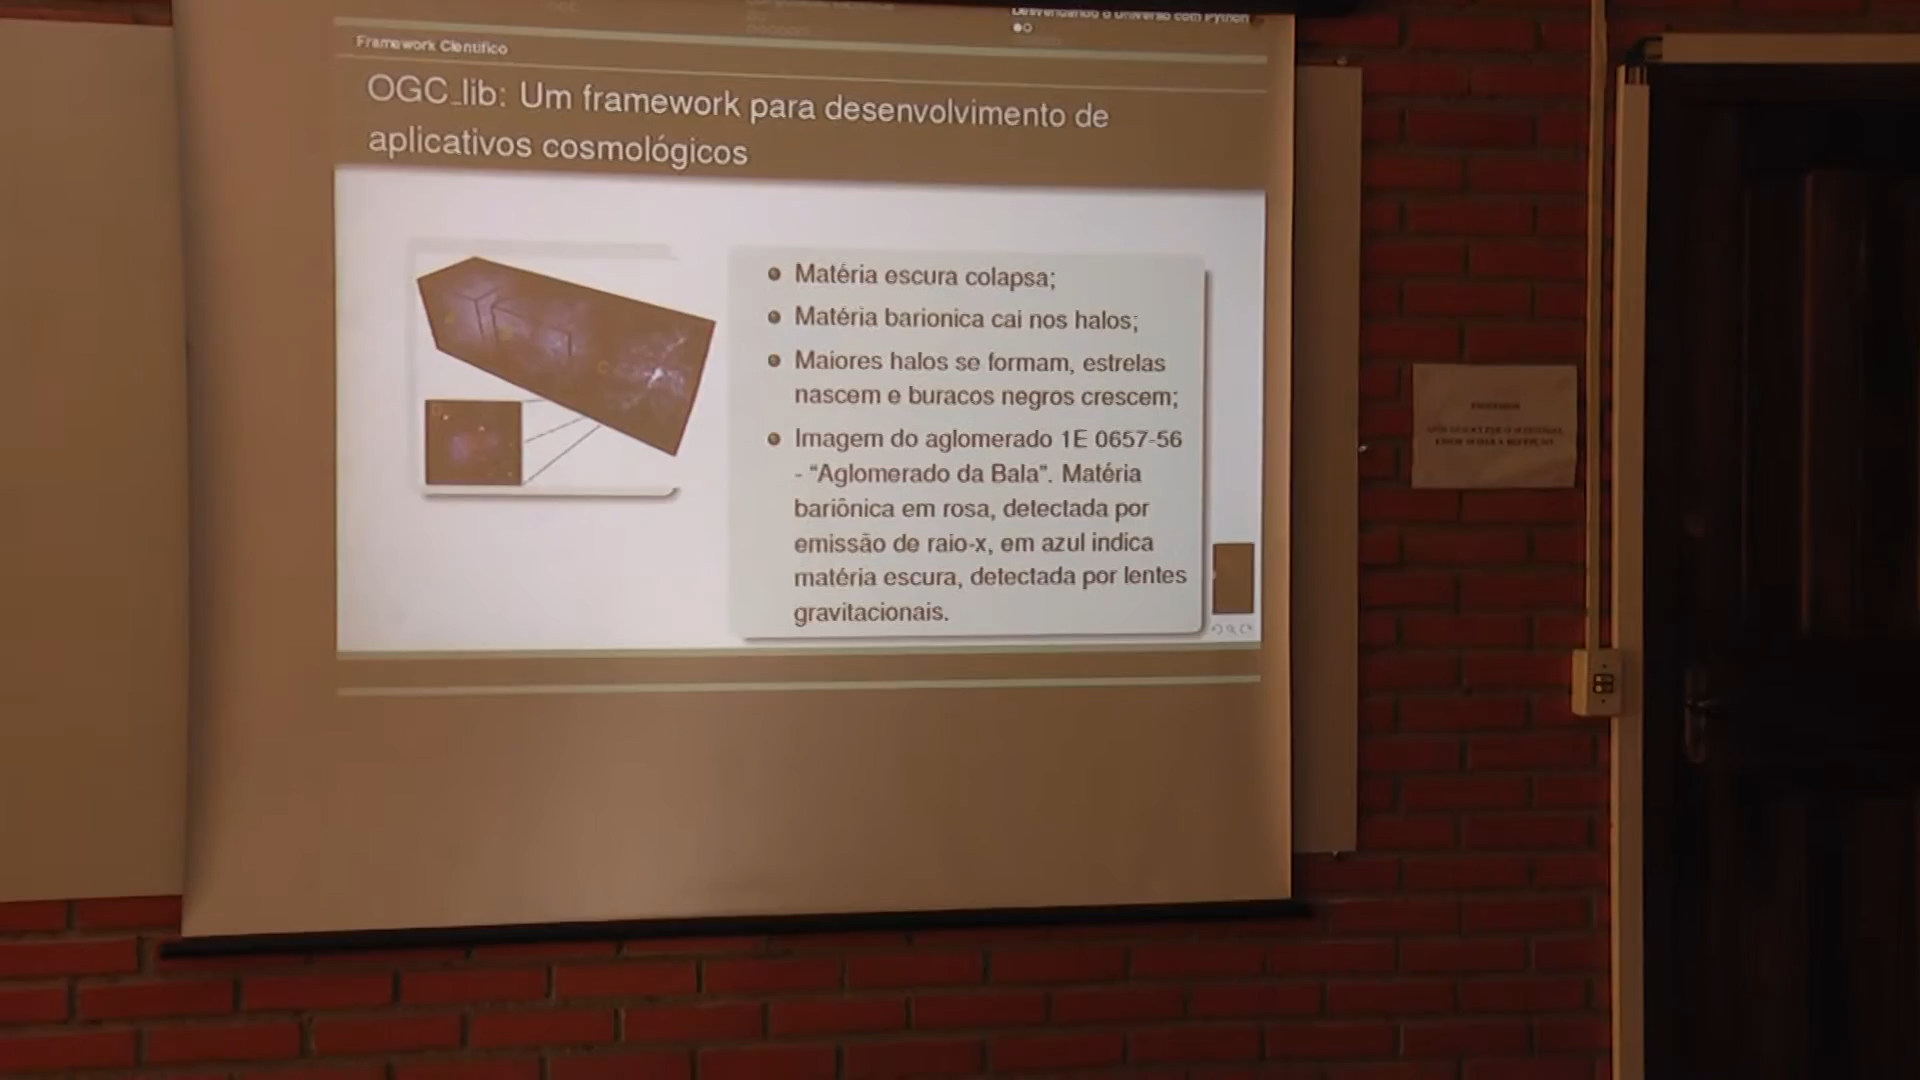 Desvendando o universo com Python
Framework Científico
OGC_lib: Um framework para desenvolvimento de
aplicativos cosmológicos
Matéria escura colapsa;
Matéria barionica cai nos halos;
Maiores halos se formam, estrelas
nascem e buracos negros crescem;
Imagem do aglomerado 1E 0657-56
- “Aglomerado da Bala”. Matéria
bariônica em rosa, detectada por
emissão de raio-x, em azul indica
matéria escura, detectada por lentes
gravitacionais.